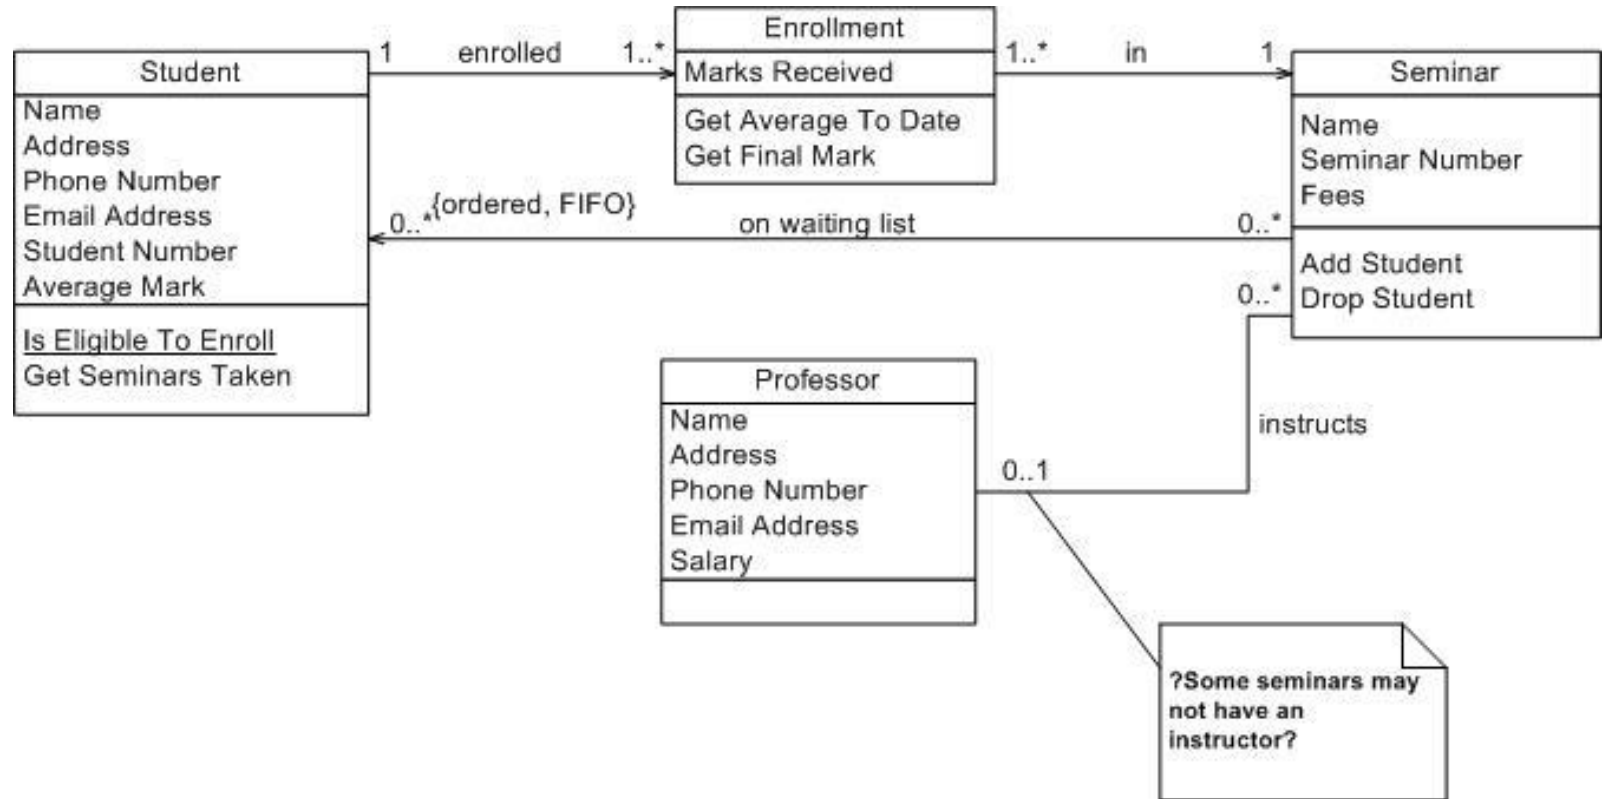 Student
Name
Address
Phone Number
Email Address
Student Number
Average Mark
Is Eligible To Enroll
Get Seminars Taken
1 enrolled 1..*
Enrollment
Marks Received
Get Average To Date
Get Final Mark
1..* in 1
Seminar
Name
Seminar Number
Fees
Add Student
Drop Student
{ordered, FIFO}
0..* on waiting list 0..*
0..*
instructs
0..1
Professor
Name
Address
Phone Number
Email Address
Salary
?Some seminars may
not have an
instructor?